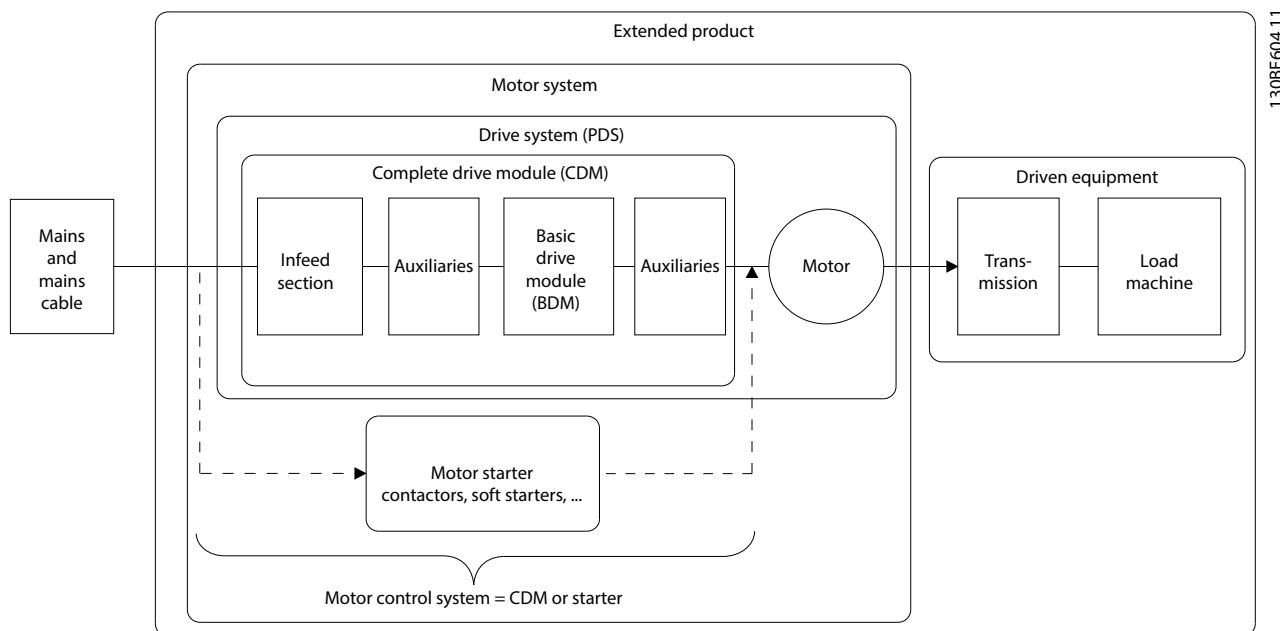 Extended product
130BF604.11
Motor system
Drive system (PDS)
Complete drive module (CDM)
Driven equipment
Mains
and
mains
cable
Infeed
section
Auxiliaries
Basic
drive
module
(BDM)
Auxiliaries
Motor
Trans-
mission
Load
machine
Motor starter
contactors, soft starters, ...
Motor control system = CDM or starter